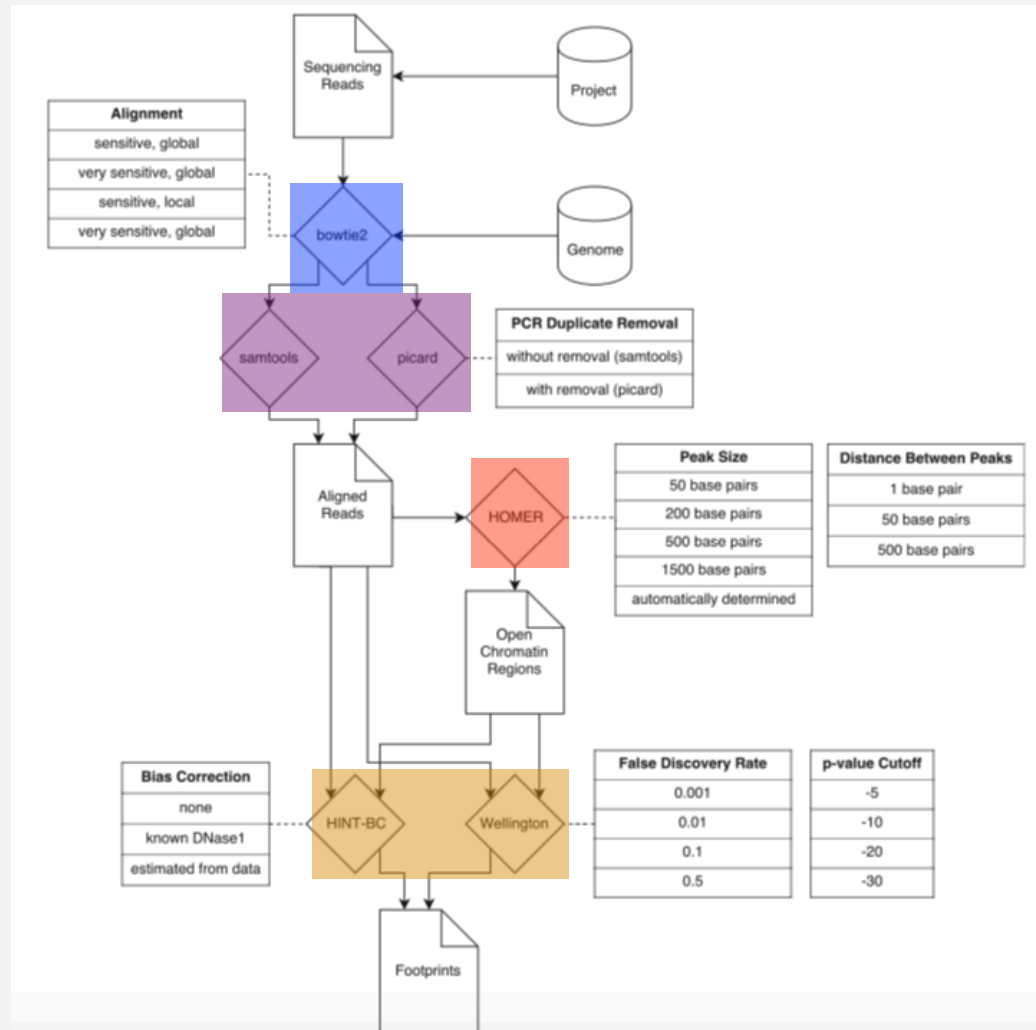 Sequencing
Reads
Project
Alignment
sensitive, global
very sensitive, global
sensitive, local
very sensitive, global
bowtie2
Genome
samtools
picard
PCR Duplicate Removal
without removal (samtools)
with removal (picard)
Aligned
Reads
HOMER
Peak Size
50 base pairs
200 base pairs
500 base pairs
1500 base pairs
automatically determined
Distance Between Peaks
1 base pair
50 base pairs
500 base pairs
Open
Chromatin
Regions
Bias Correction
none
known DNase1
estimated from data
HINT-BC
Wellington
False Discovery Rate
0.001
0.01
0.1
0.5
p-value Cutoff
-5
-10
-20
-30
Footprints